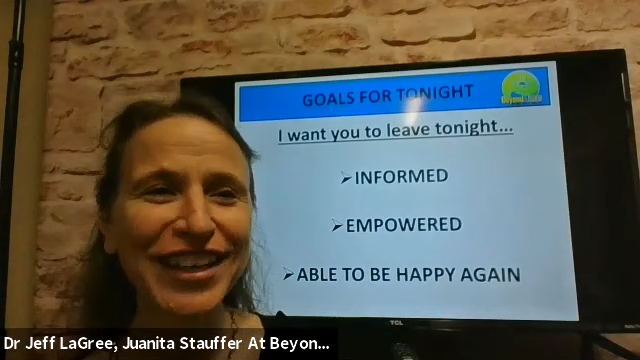 GOALS FOR TONIGHT
I want you to leave tonight...
➢INFORMED
➢EMPOWERED
➢ABLE TO BE HAPPY AGAIN
TCL
Dr Jeff LaGree, Juanita Stauffer At Beyon...